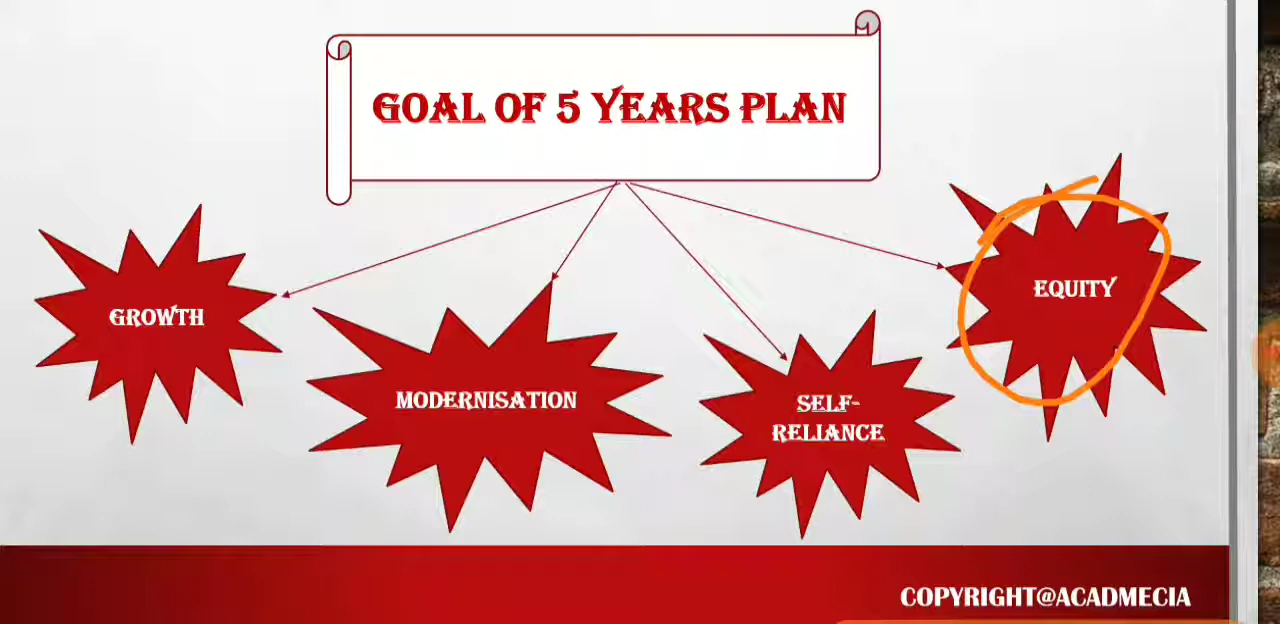 GOAL OF 5 YEARS PLAN
GROWTH
MODERNISATION
SELF-
RELIANCE
EQUITY
COPYRIGHT@ACADMECIA